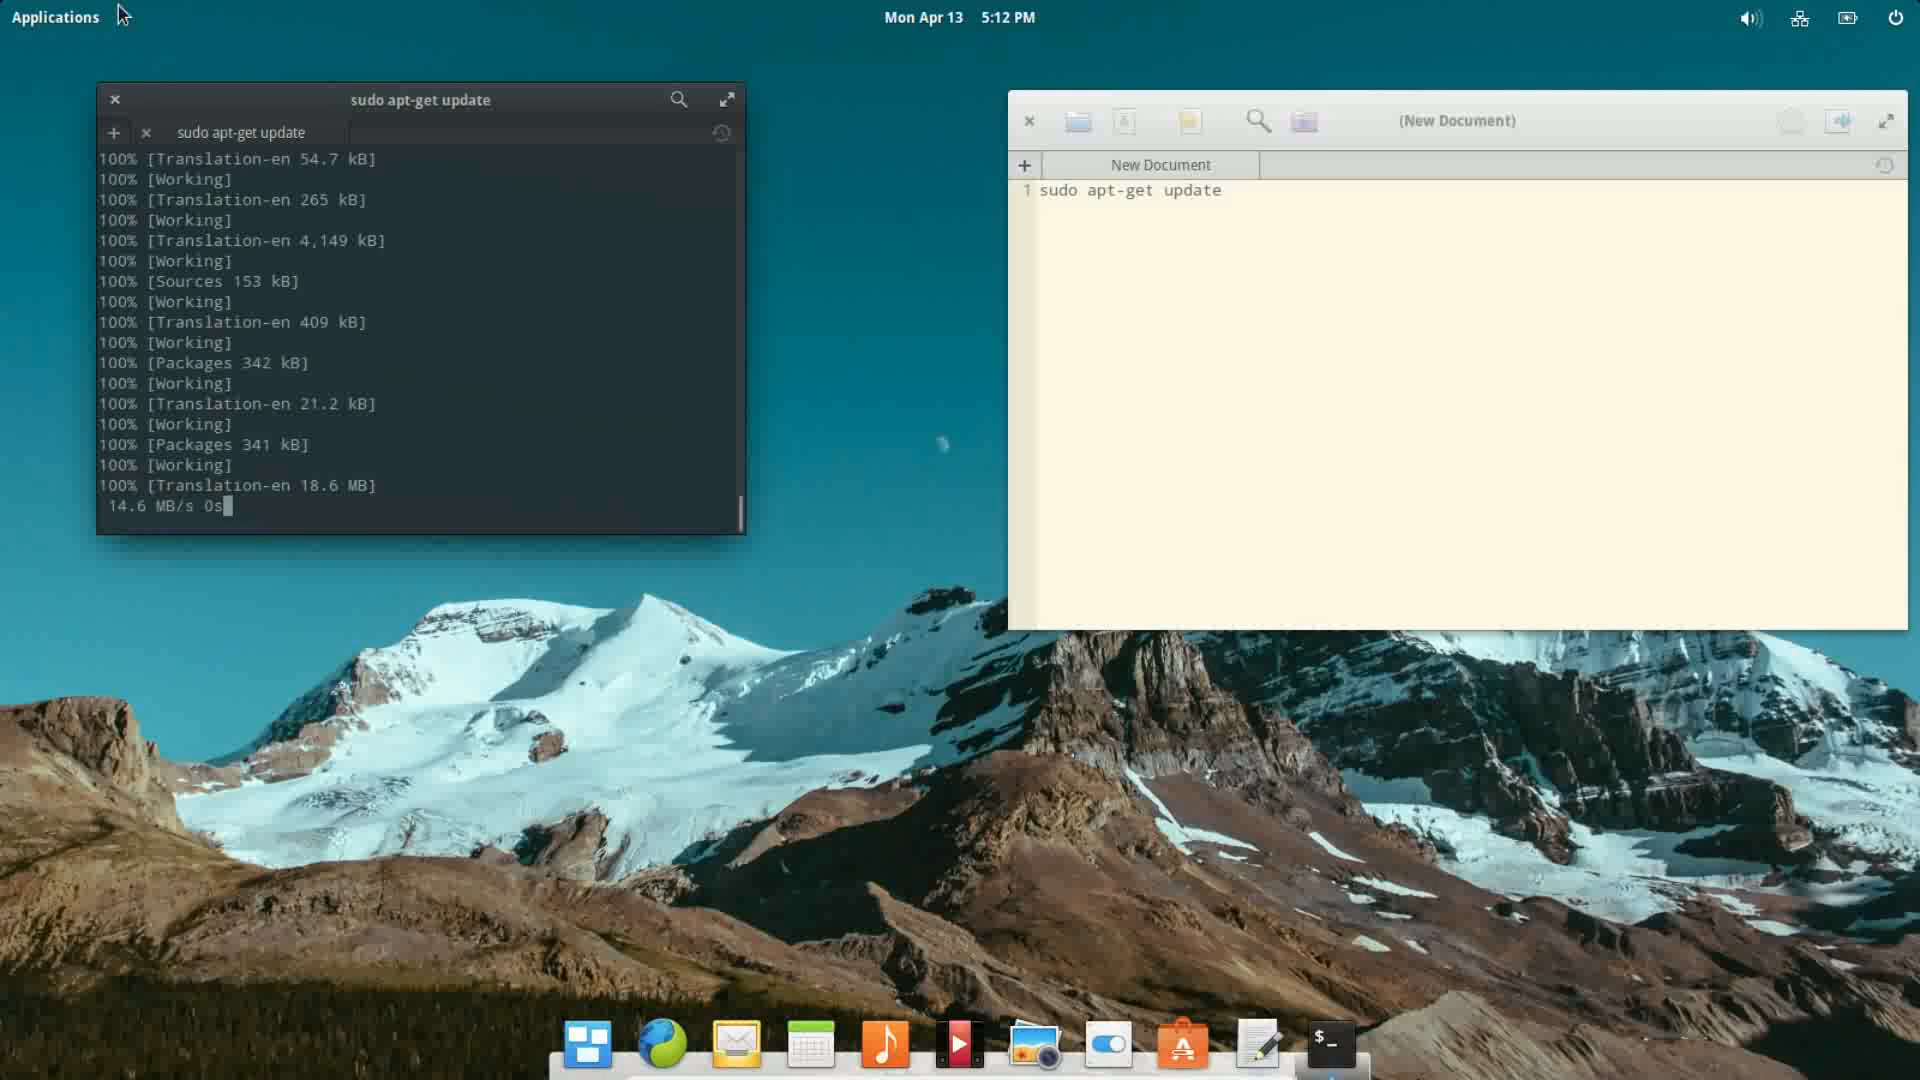 Applications
Mon Apr 13 5:12 PM
sudo apt-get update
sudo apt-get update
100% [Translation-en 54.7 kB]
100% [Working]
100% [Translation-en 265 kB]
100% [Working]
100% [Translation-en 4,149 kB]
100% [Working]
100% [Sources 153 kB]
100% [Working]
100% [Translation-en 409 kB]
100% [Working]
100% [Packages 342 kB]
100% [Working]
100% [Translation-en 21.2 kB]
100% [Working]
100% [Packages 341 kB]
100% [Working]
100% [Translation-en 18.6 MB]
14.6 MB/s 0s
(New Document)
New Document
1 sudo apt-get update
$_